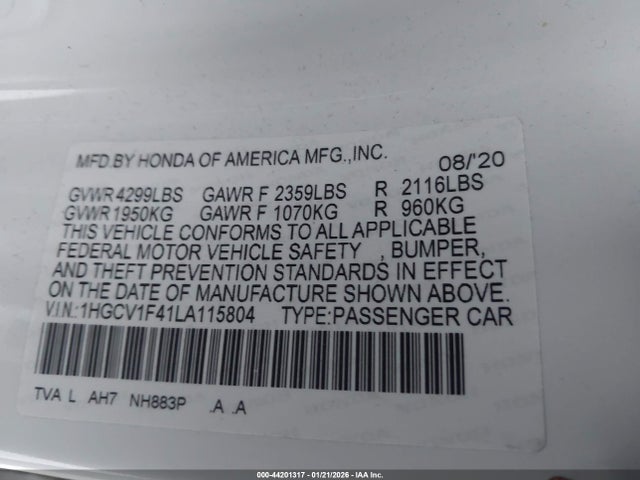 MFD.BY HONDA OF AMERICA MFG.,INC. 08/'20
GVWR 4299LBS GAWR F 2359LBS R 2116LBS
GVWR 1950KG GAWR F 1070KG R 960KG
THIS VEHICLE CONFORMS TO ALL APPLICABLE
FEDERAL MOTOR VEHICLE SAFETY , BUMPER,
AND THEFT PREVENTION STANDARDS IN EFFECT
ON THE DATE OF MANUFACTURE SHOWN ABOVE.
V.I.N.:1HGCV1F41LA115804 TYPE:PASSENGER CAR
TVA L AH7 NH883P .A .A
000-44201317 | 01/21/2026 | IAA Inc.